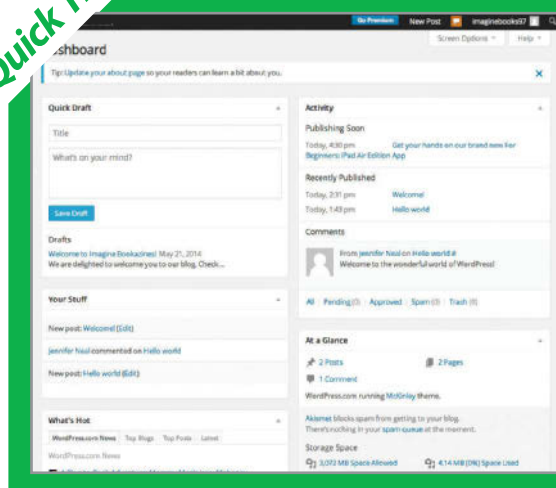 Quick
Go Premium New Post imaginebooks97
shboard
Screen Options Help
Tip: Update your about page so your readers can learn a bit about you.
Quick Draft
Title
What's on your mind?
Save Draft
Drafts
Welcome to Imagine Bookazines! May 21, 2014
We are delighted to welcome you to our blog. Check...
Your Stuff
New post: Welcome! (Edit)
Jennifer Neal commented on Hello world
New post: Hello world (Edit)
What's Hot
WordPress.com News Top Blogs Top Posts Latest
WordPress.com News
Activity
Publishing Soon
Today, 4:30 pm Get your hands on our brand new For
Beginners: iPad Air Edition App
Recently Published
Today, 2:31 pm Welcome!
Today, 1:43 pm Hello world
Comments
From Jennifer Neal on Hello world #
Welcome to the wonderful world of WordPress!
All | Pending (0) | Approved | Spam (0) | Trash (0)
At a Glance
2 Posts 2 Pages
1 Comment
WordPress.com running McKinley theme.
Akismet blocks spam from getting to your blog.
There's nothing in your spam queue at the moment.
Storage Space
3,072 MB Space Allowed 4.14 MB (0%) Space Used